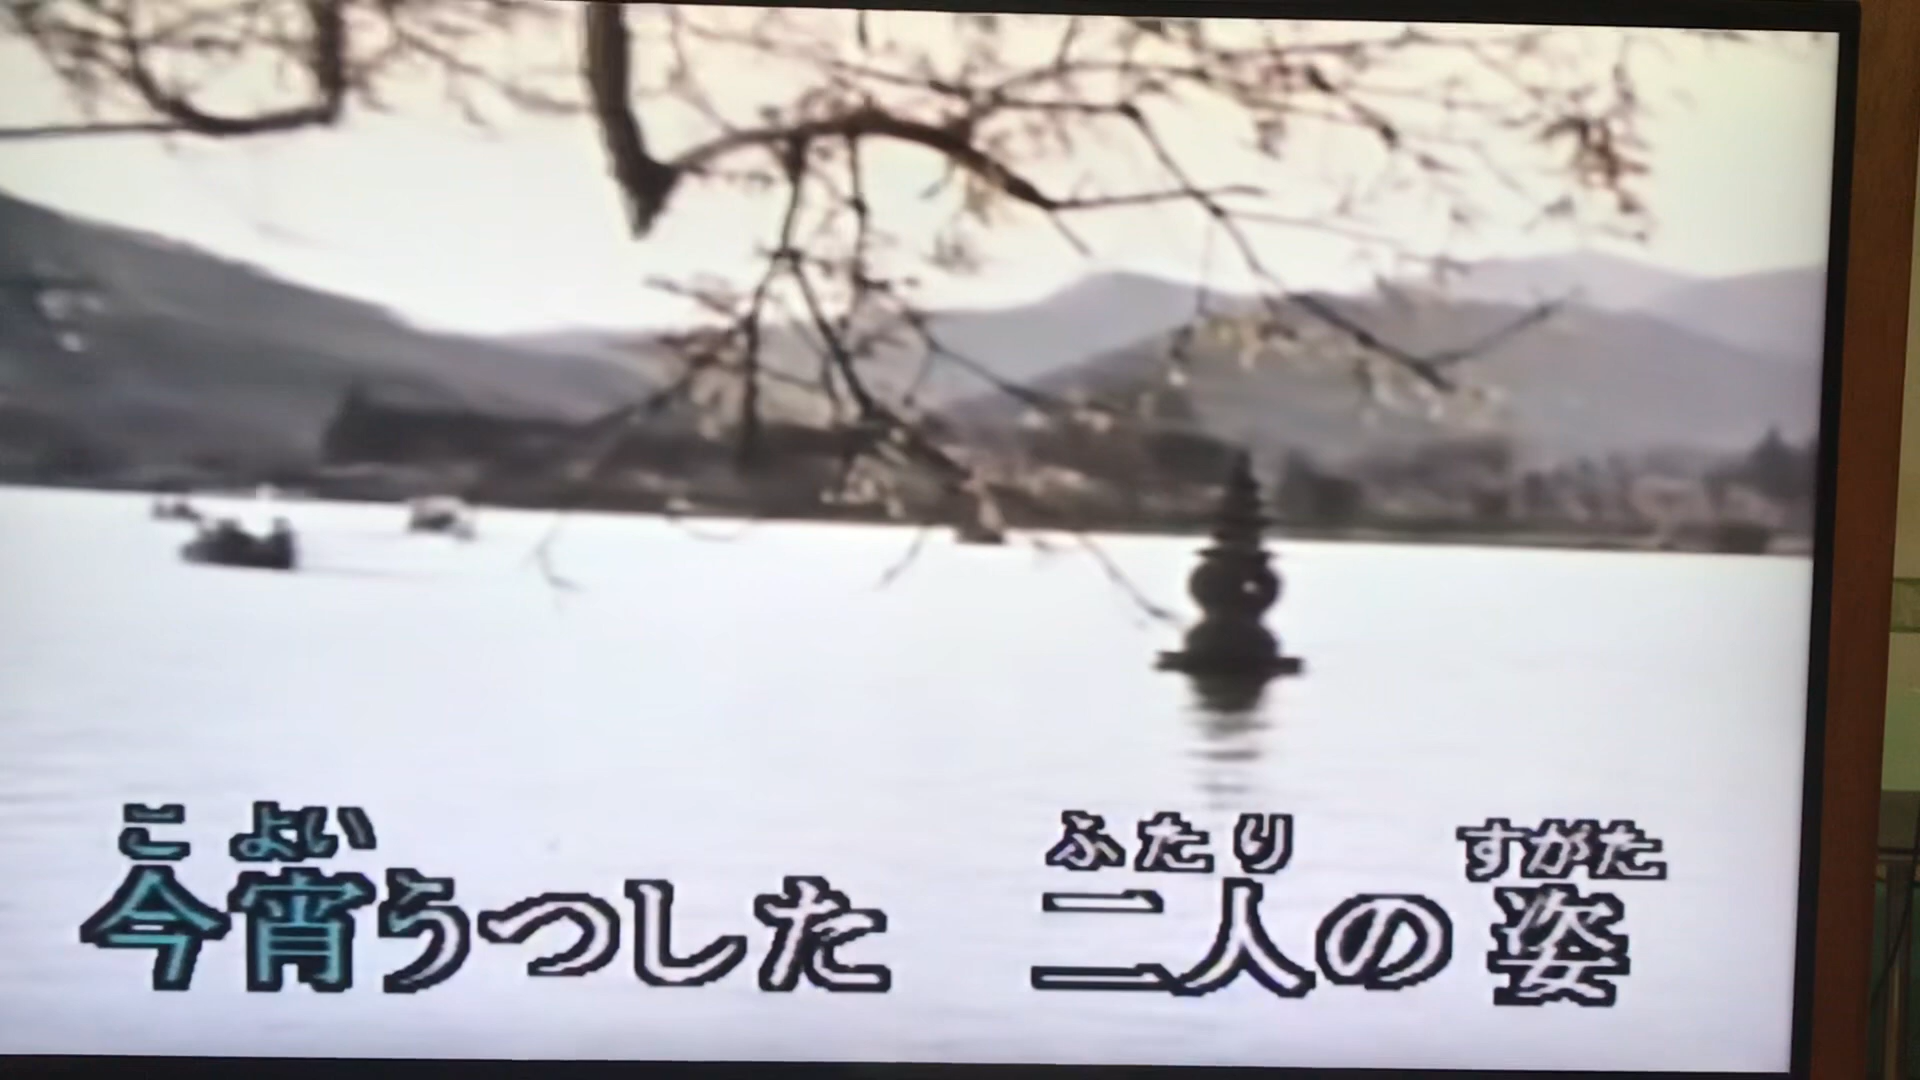 こ よい ふたり すがた
今宵うつした 二人の姿